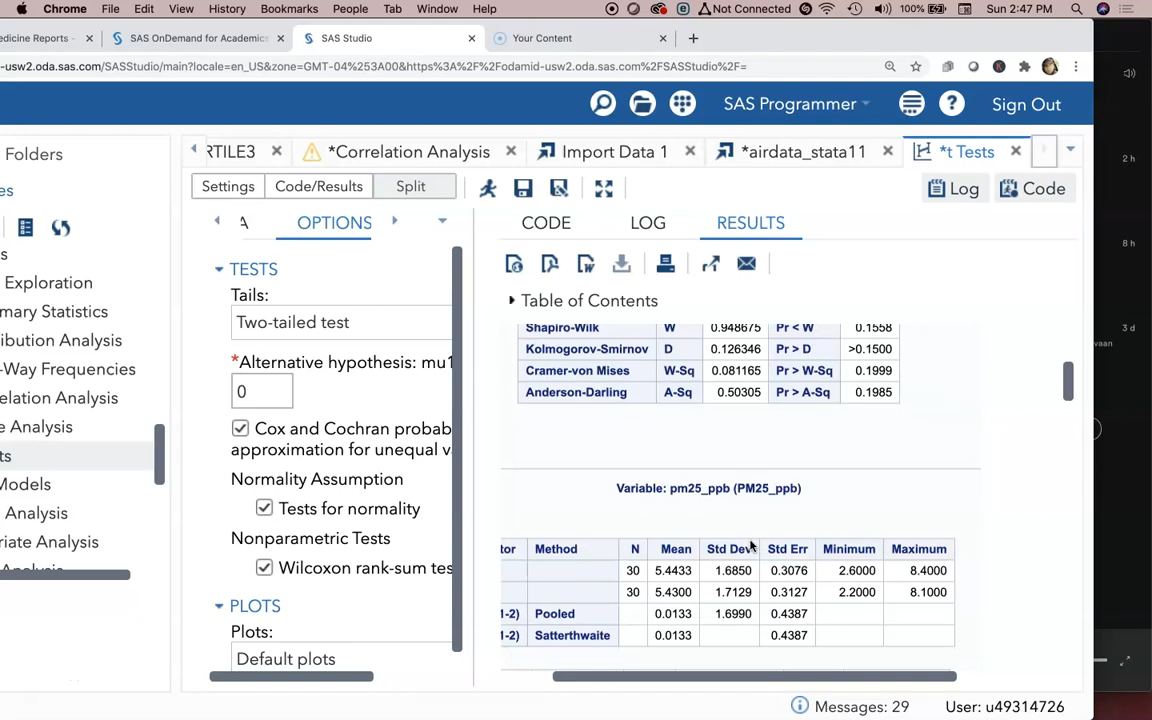 Chrome File Edit View History Bookmarks People Tab Window Help Not Connected 100% Sun 2:47 PM
edicine Reports - SAS OnDemand for Academics SAS Studio Your Content
-usw2.oda.sas.com/SASStudio/main?locale=en_US&zone=GMT-04%253A00&https%3A%2F%2Fodamid-usw2.oda.sas.com%2FSASStudio%2F=
SAS Programmer Sign Out
Folders
RTILE3 *Correlation Analysis Import Data 1 *airdata_stata11 *t Tests
es
Settings Code/Results Split Log Code
A OPTIONS CODE LOG RESULTS
s
Exploration
mary Statistics
ibution Analysis
-Way Frequencies
elation Analysis
e Analysis
ts
Models
Analysis
riate Analysis
TESTS
Tails:
Two-tailed test
*Alternative hypothesis: mu1
0
Cox and Cochran probab
approximation for unequal v
Normality Assumption
Tests for normality
Nonparametric Tests
Wilcoxon rank-sum tes
PLOTS
Plots:
Default plots
Table of Contents
Shapiro-Wilk W 0.948675 Pr < W 0.1558
Kolmogorov-Smirnov D 0.126346 Pr > D >0.1500
Cramer-von Mises W-Sq 0.081165 Pr > W-Sq 0.1999
Anderson-Darling A-Sq 0.50305 Pr > A-Sq 0.1985
Variable: pm25_ppb (PM25_ppb)
tor Method N Mean Std Dev Std Err Minimum Maximum
30 5.4433 1.6850 0.3076 2.6000 8.4000
30 5.4300 1.7129 0.3127 2.2000 8.1000
1-2) Pooled 0.0133 1.6990 0.4387
1-2) Satterthwaite 0.0133 0.4387
Messages: 29 User: u49314726
2 h
8 h
3 d
vaan